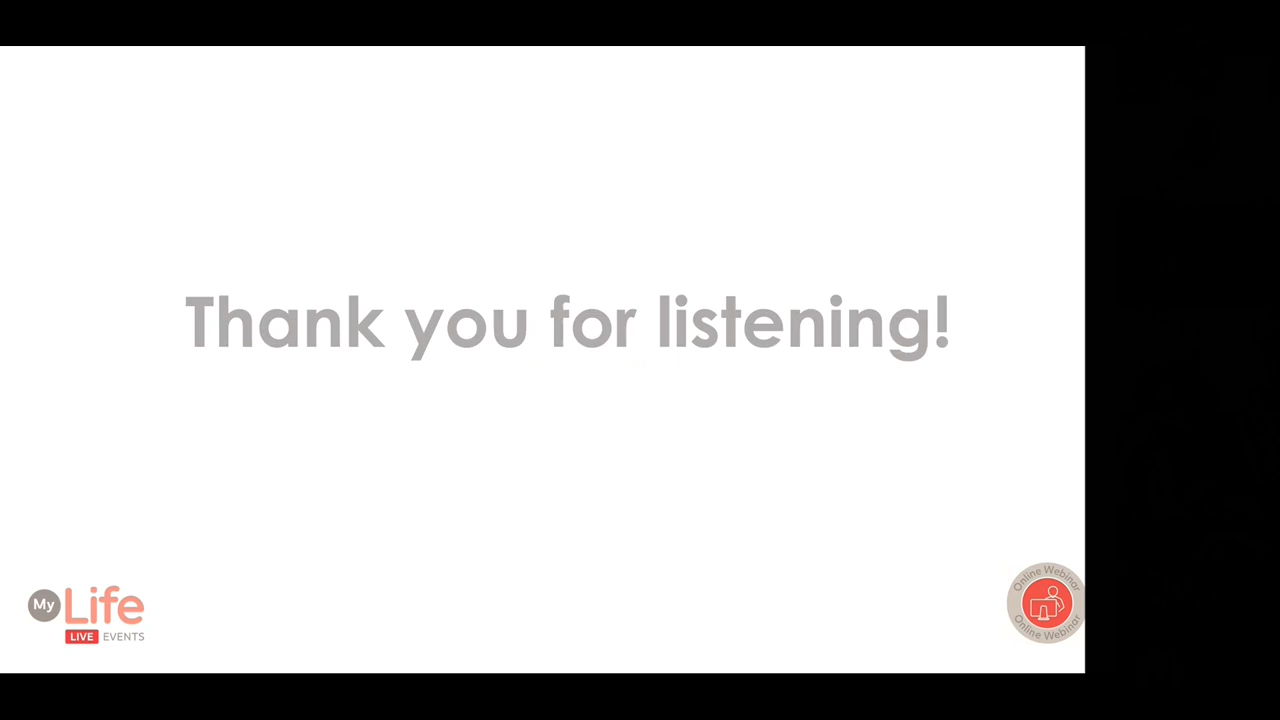 Thank you for listening!
My Life
LIVE EVENTS
Online Webinar
Online Webinar